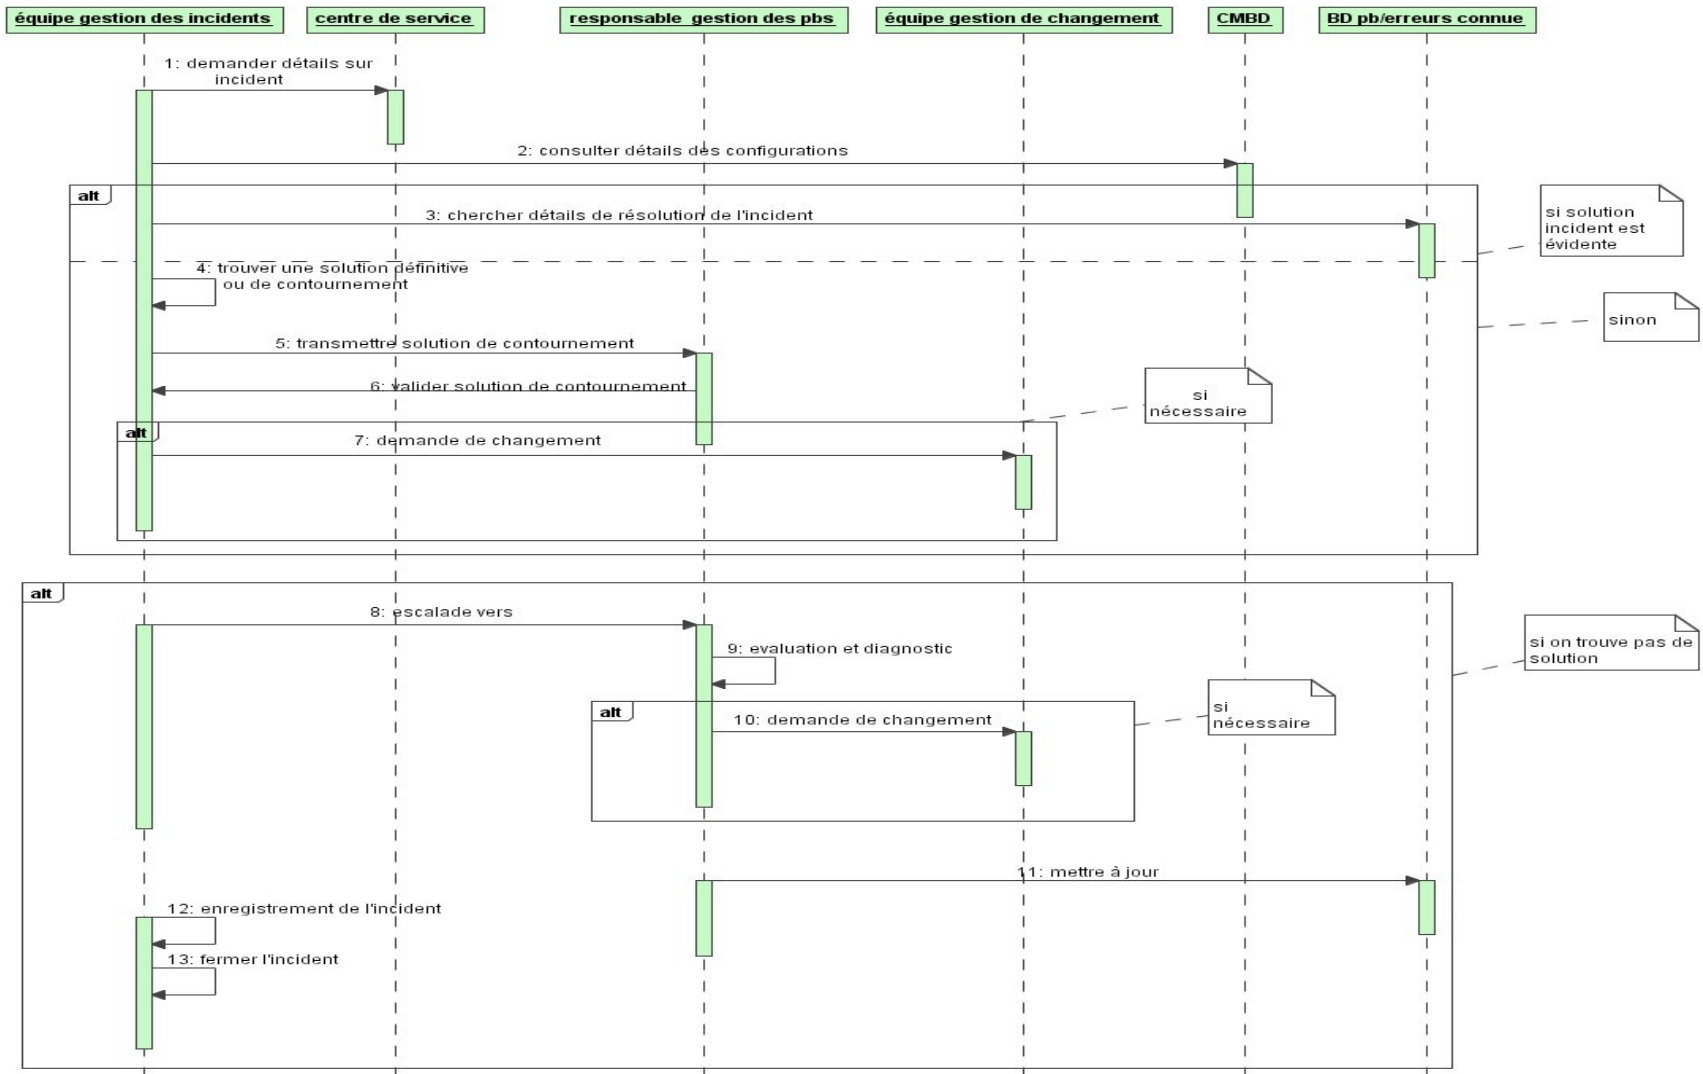 équipe gestion des incidents
centre de service
responsable gestion des pbs
équipe gestion de changement
CMBD
BD pb/erreurs connue
1: demander détails sur
incident
2: consulter détails des configurations
alt
3: chercher détails de résolution de l'incident
si solution
incident est
évidente
4: trouver une solution définitive
ou de contournement
sinon
5: transmettre solution de contournement
6: valider solution de contournement
si
nécessaire
alt
7: demande de changement
alt
8: escalade vers
si on trouve pas de
solution
9: evaluation et diagnostic
alt
10: demande de changement
si
nécessaire
11: mettre à jour
12: enregistrement de l'incident
13: fermer l'incident